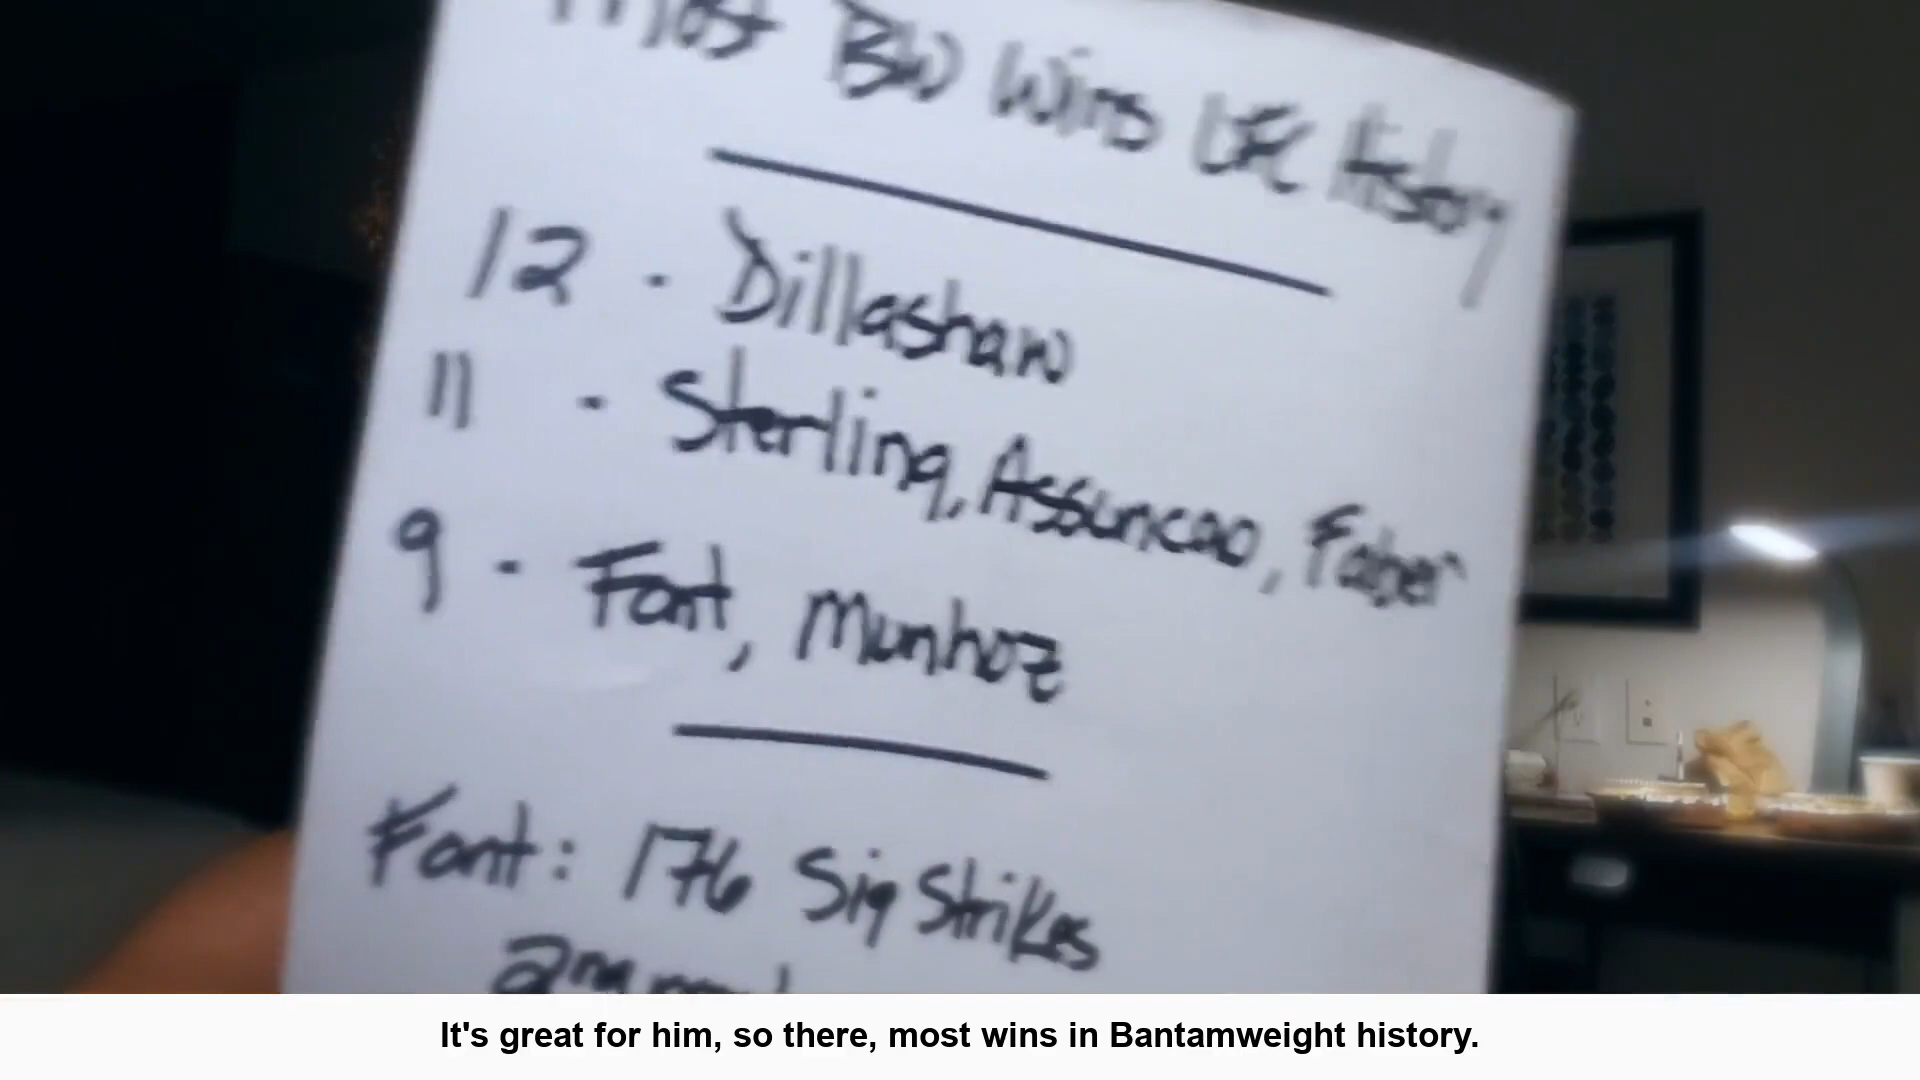 Most BW Wins UFC History
12 - Dillashaw
11 - Sterling, Assuncao, Faber
9 - Font, Munhoz
Font: 176 Sig Strikes
It's great for him, so there, most wins in Bantamweight history.